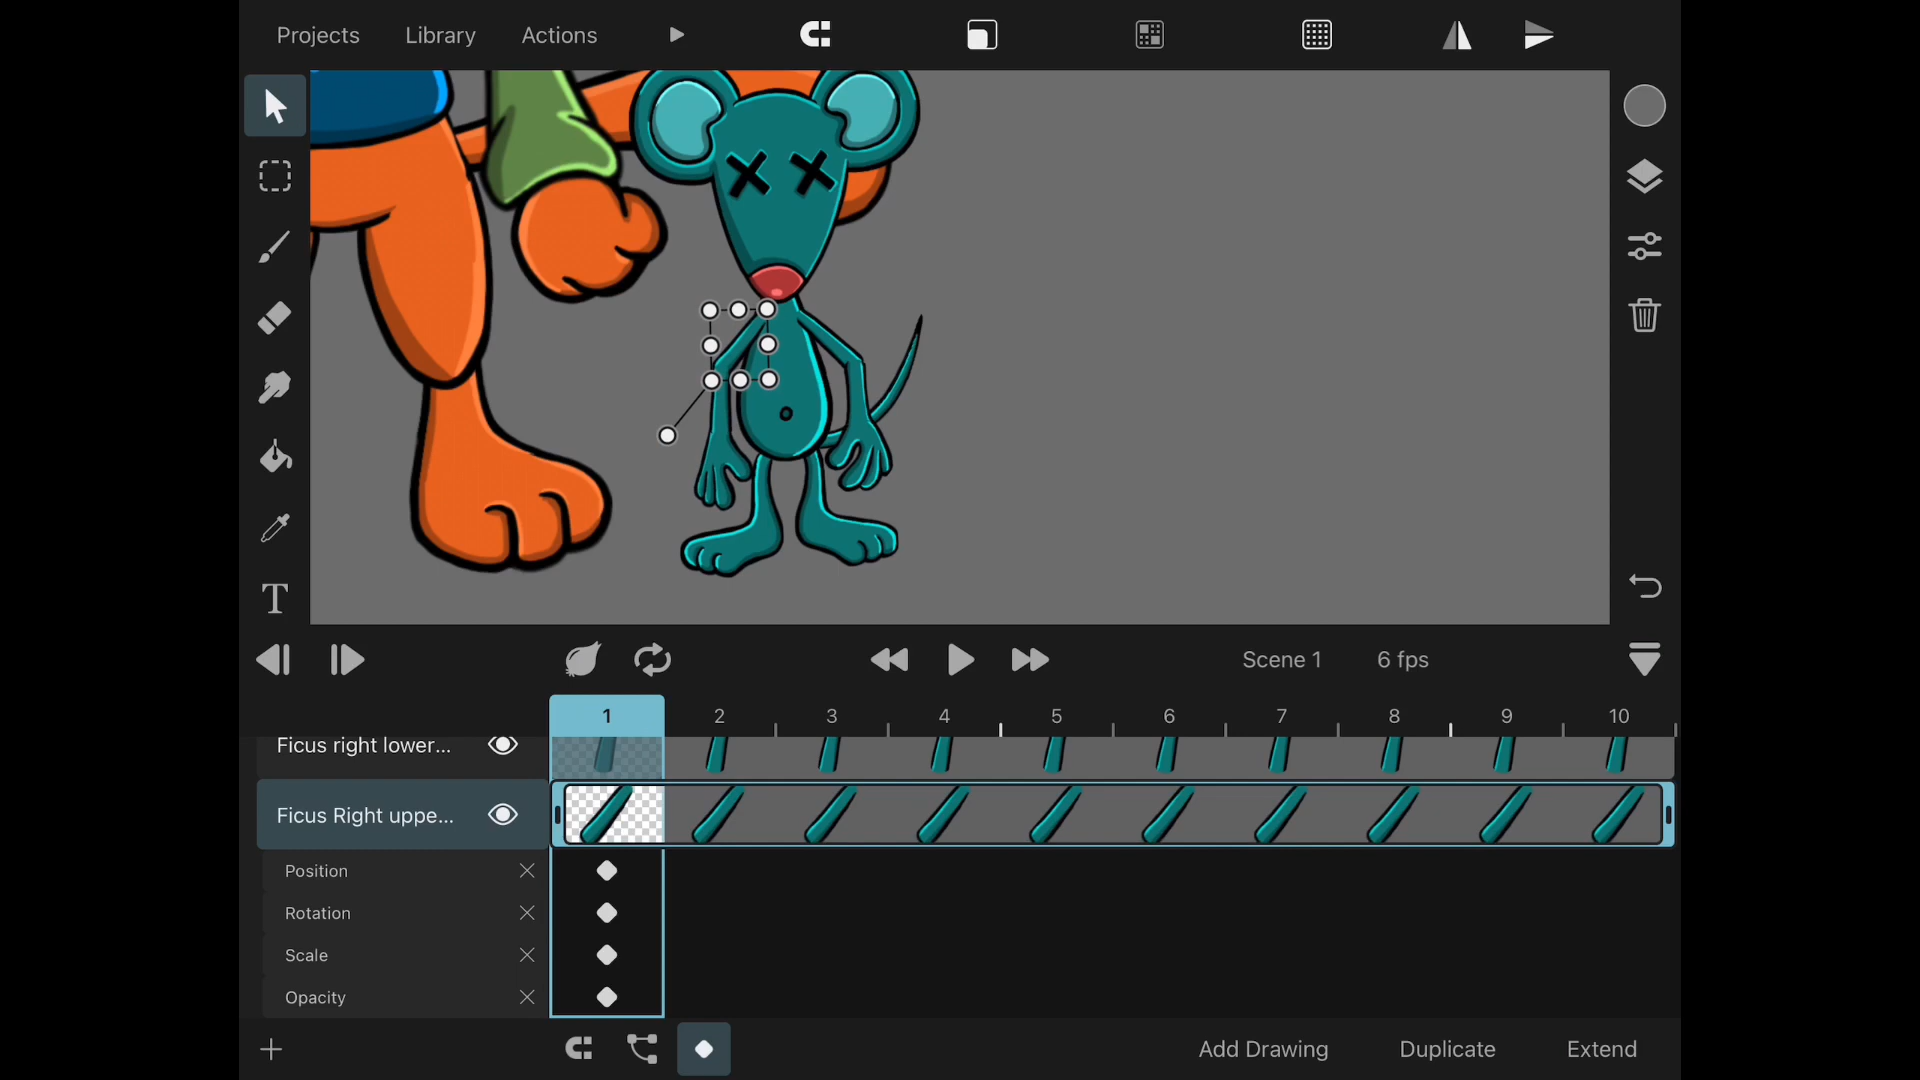 Projects Library Actions
T
Scene 1 6 fps
1 2 3 4 5 6 7 8 9 10
Ficus right lower...
Ficus Right uppe...
Position
Rotation
Scale
Opacity
Add Drawing Duplicate Extend